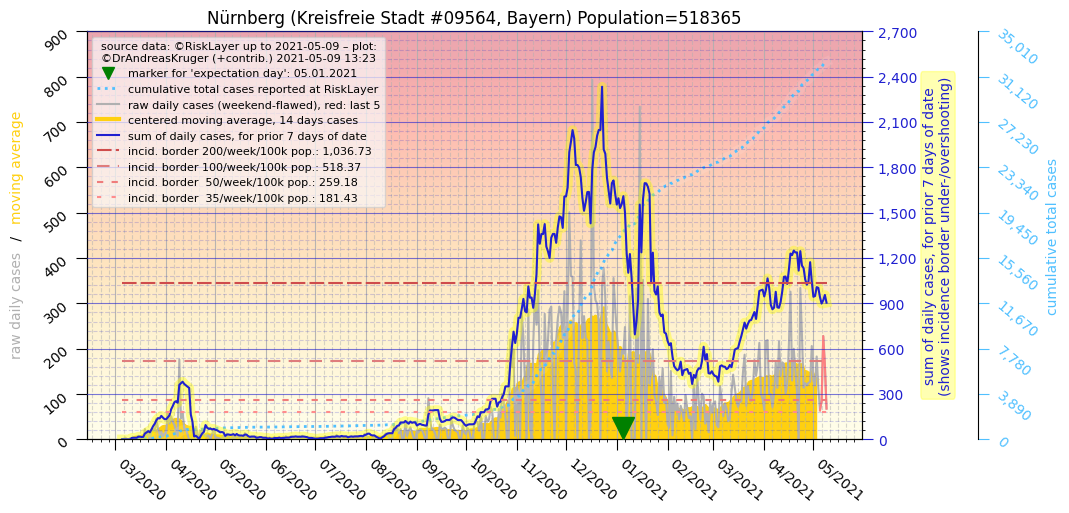 Nürnberg (Kreisfreie Stadt #09564, Bayern) Population=518365
source data: ©RiskLayer up to 2021-05-09 – plot:
©DrAndreasKruger (+contrib.) 2021-05-09 13:23
marker for 'expectation day': 05.01.2021
cumulative total cases reported at RiskLayer
raw daily cases (weekend-flawed), red: last 5
centered moving average, 14 days cases
sum of daily cases, for prior 7 days of date
incid. border 200/week/100k pop.: 1,036.73
incid. border 100/week/100k pop.: 518.37
incid. border  50/week/100k pop.: 259.18
incid. border  35/week/100k pop.: 181.43
raw daily cases   /   moving average
900
800
700
600
500
400
300
200
100
0
03/2020
04/2020
05/2020
06/2020
07/2020
08/2020
09/2020
10/2020
11/2020
12/2020
01/2021
02/2021
03/2021
04/2021
05/2021
2,700
2,400
2,100
1,800
1,500
1,200
900
600
300
0
sum of daily cases, for prior 7 days of date
(shows incidence border under-/overshooting)
35,010
31,120
27,230
23,340
19,450
15,560
11,670
7,780
3,890
0
cumulative total cases